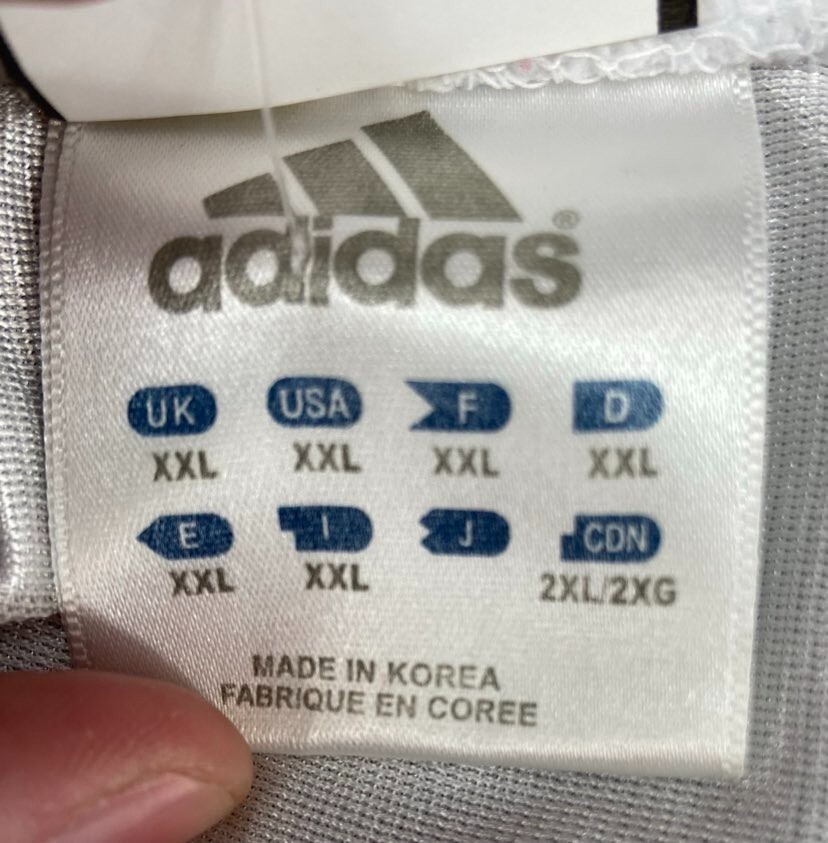 adidas®
UK USA F D
XXL XXL XXL XXL
E I J CDN
XXL XXL 2XL/2XG
MADE IN KOREA
FABRIQUE EN COREE